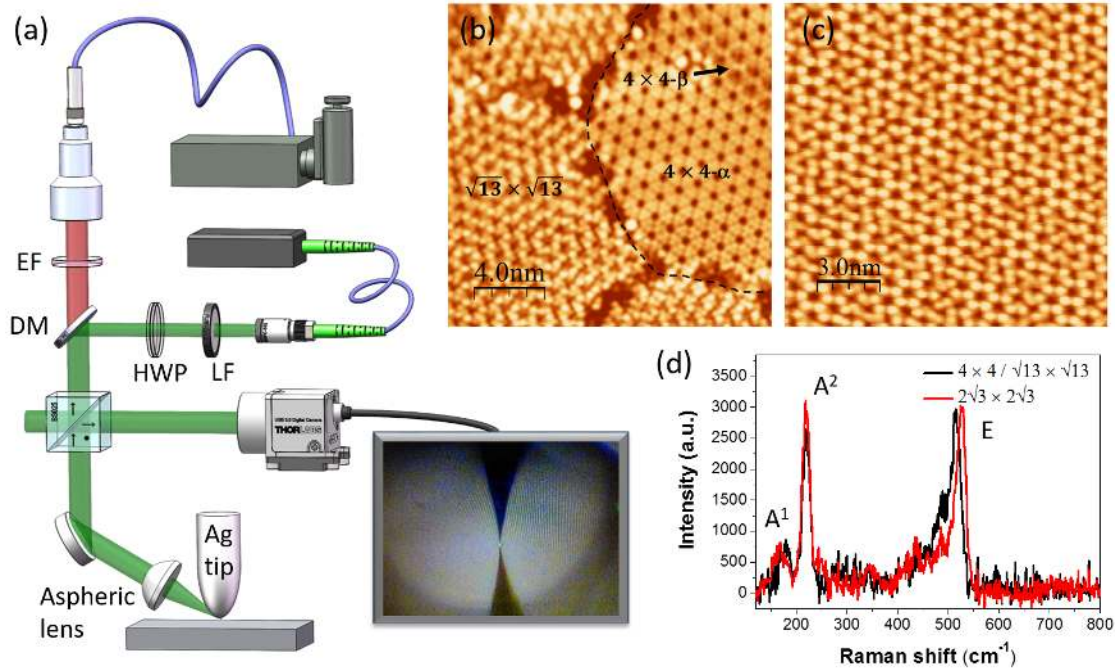 (a)
EF
DM
HWP
LF
THORLABS
Ag
tip
Aspheric
lens
(b)
4 × 4-β
4 × 4-α
√13 × √13
4.0nm
(c)
3.0nm
(d)
4 × 4 / √13 × √13
2√3 × 2√3
A¹
A²
E
Intensity (a.u.)
3500
3000
2500
2000
1500
1000
500
0
200 300 400 500 600 700 800
Raman shift (cm⁻¹)